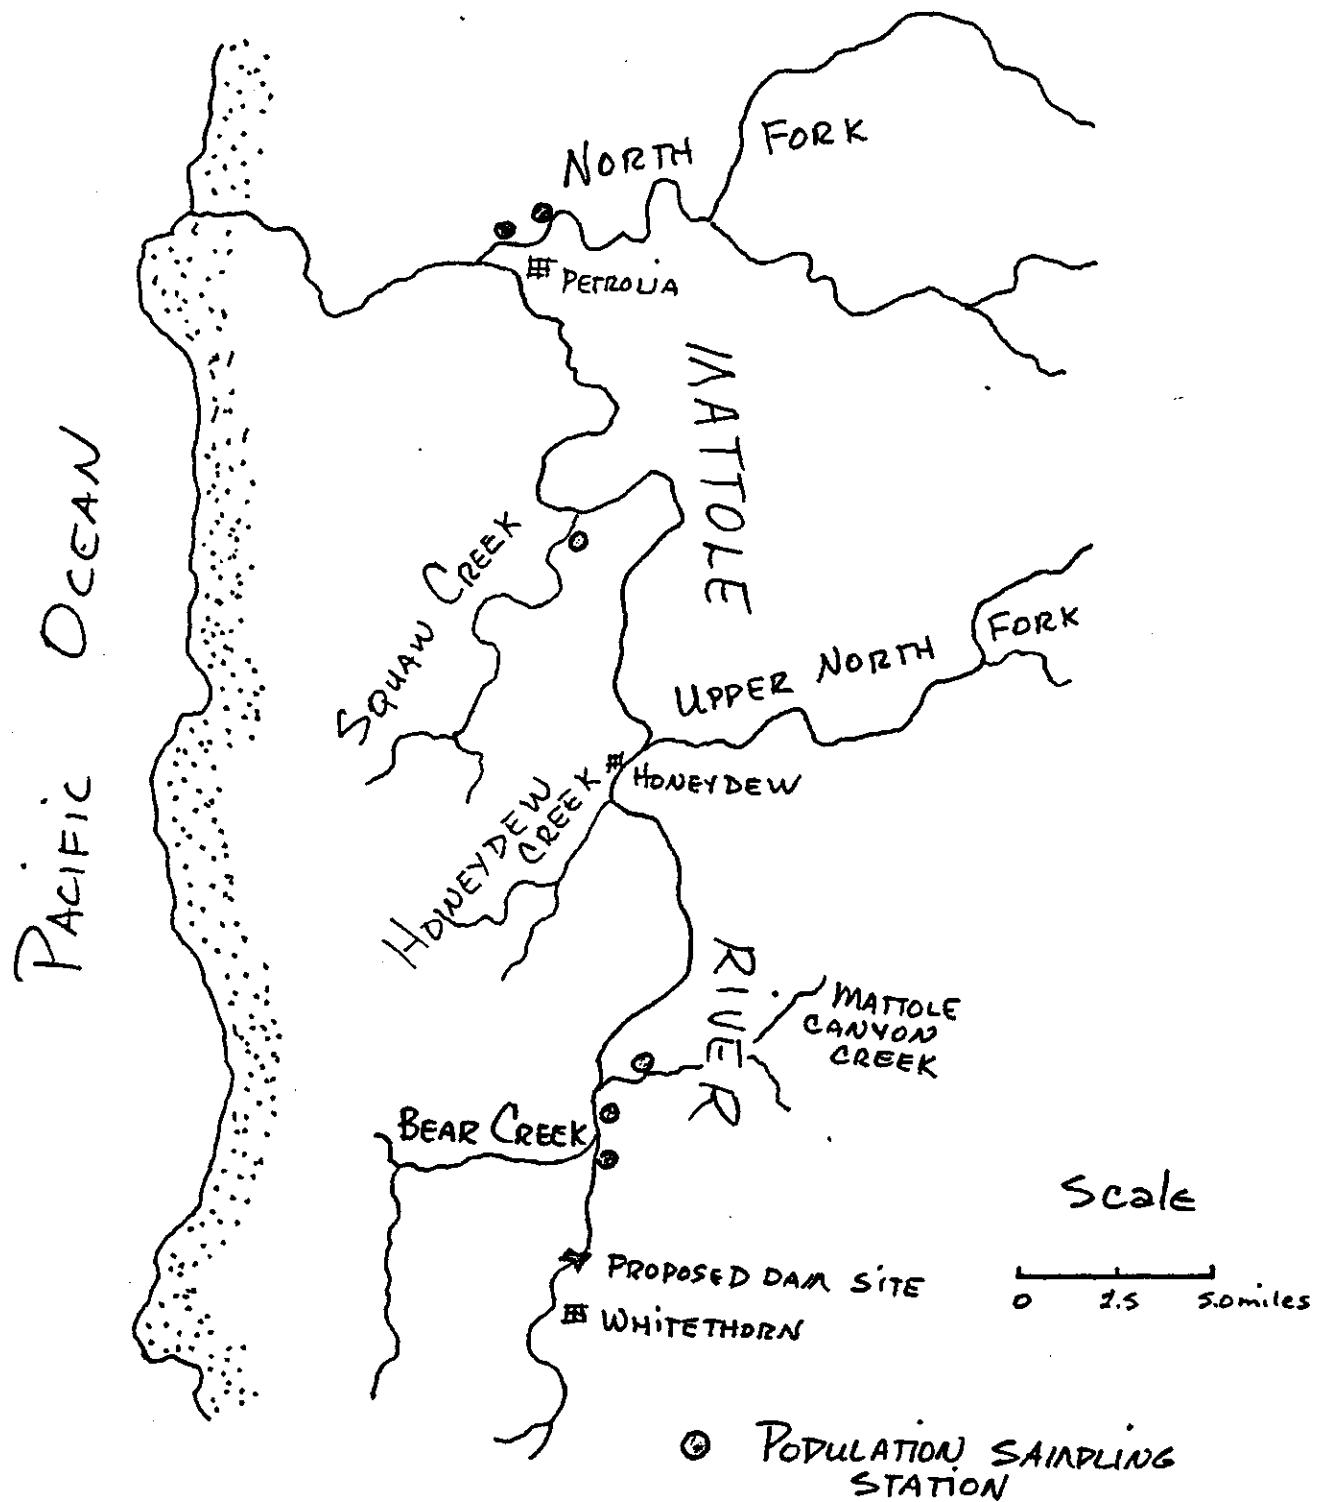 NORTH FORK
PETROLIA
MATTOLE RIVER
PACIFIC OCEAN
SQUAW CREEK
UPPER NORTH FORK
HONEYDEW
HONEYDEW
CREEK
MATTOLE
CANYON
CREEK
BEAR CREEK
Scale
0 2.5 5.0 miles
PROPOSED DAM SITE
WHITETHORN
POPULATION SAMPLING
STATION